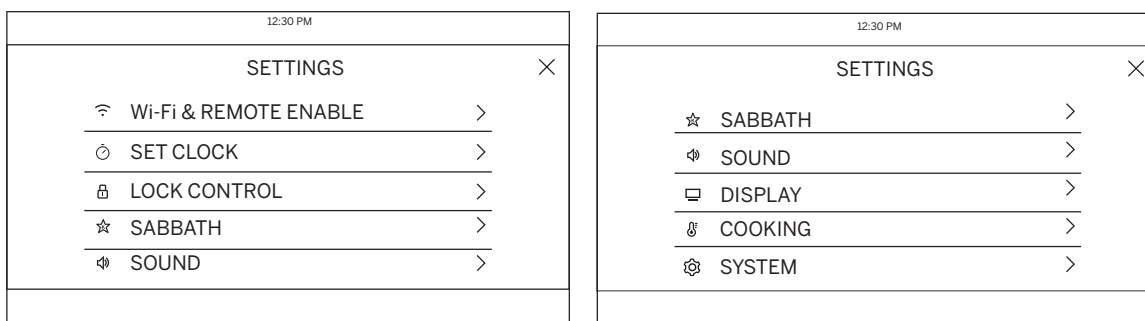 12:30 PM
SETTINGS
Wi-Fi & REMOTE ENABLE
SET CLOCK
LOCK CONTROL
SABBATH
SOUND
12:30 PM
SETTINGS
SABBATH
SOUND
DISPLAY
COOKING
SYSTEM